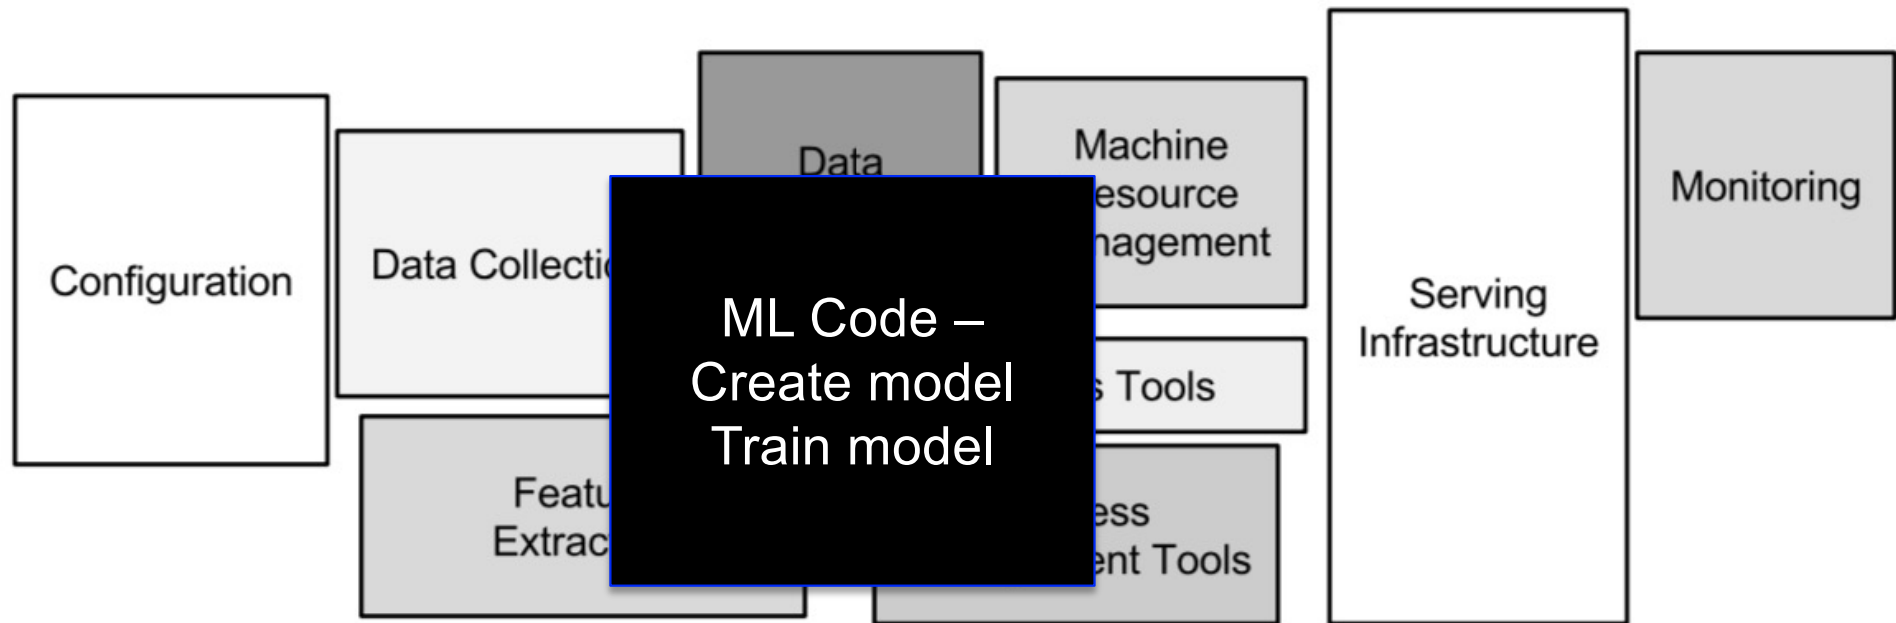 Configuration
Data Collectio
Data
Machine
esource
nagement
Serving
Infrastructure
Monitoring
ML Code –
Create model
Train model
s Tools
Featu
Extrac
ess
ent Tools